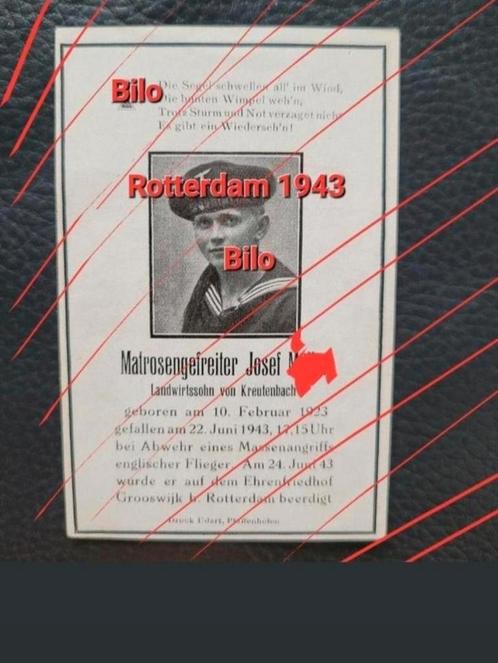 Die Segel schwellen all' im Wind,
Bilo
Die bunten Wimpel weh'n,
Trotz Sturm und Not verzaget nicht
Es gibt ein Wiederseh'n!
Rotterdam 1943
Bilo
Matrosengefreiter Josef
Landwirtssohn von Kreutenbach
geboren am 10. Februar 1923
gefallen am 22. Juni 1943, 17,15 Uhr
bei Abwehr eines Massenangriffs
englischer Flieger. Am 24. Juni 43
wurde er auf dem Ehrenfriedhof
Grooswijk b. Rotterdam beerdigt
Druck Udart, Pfaffenhofen